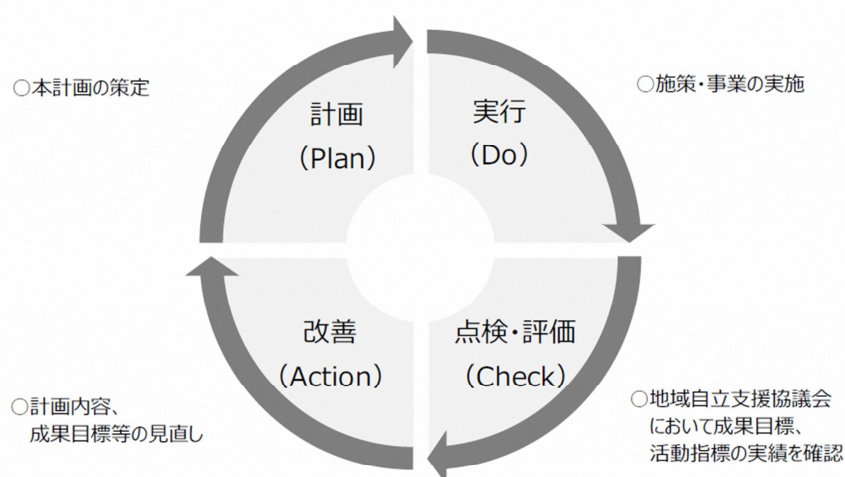 ○本計画の策定
計画
（Plan）
実行
（Do）
○施策・事業の実施
改善
（Action）
点検・評価
（Check）
○計画内容、
成果目標等の見直し
○地域自立支援協議会
において成果目標、
活動指標の実績を確認